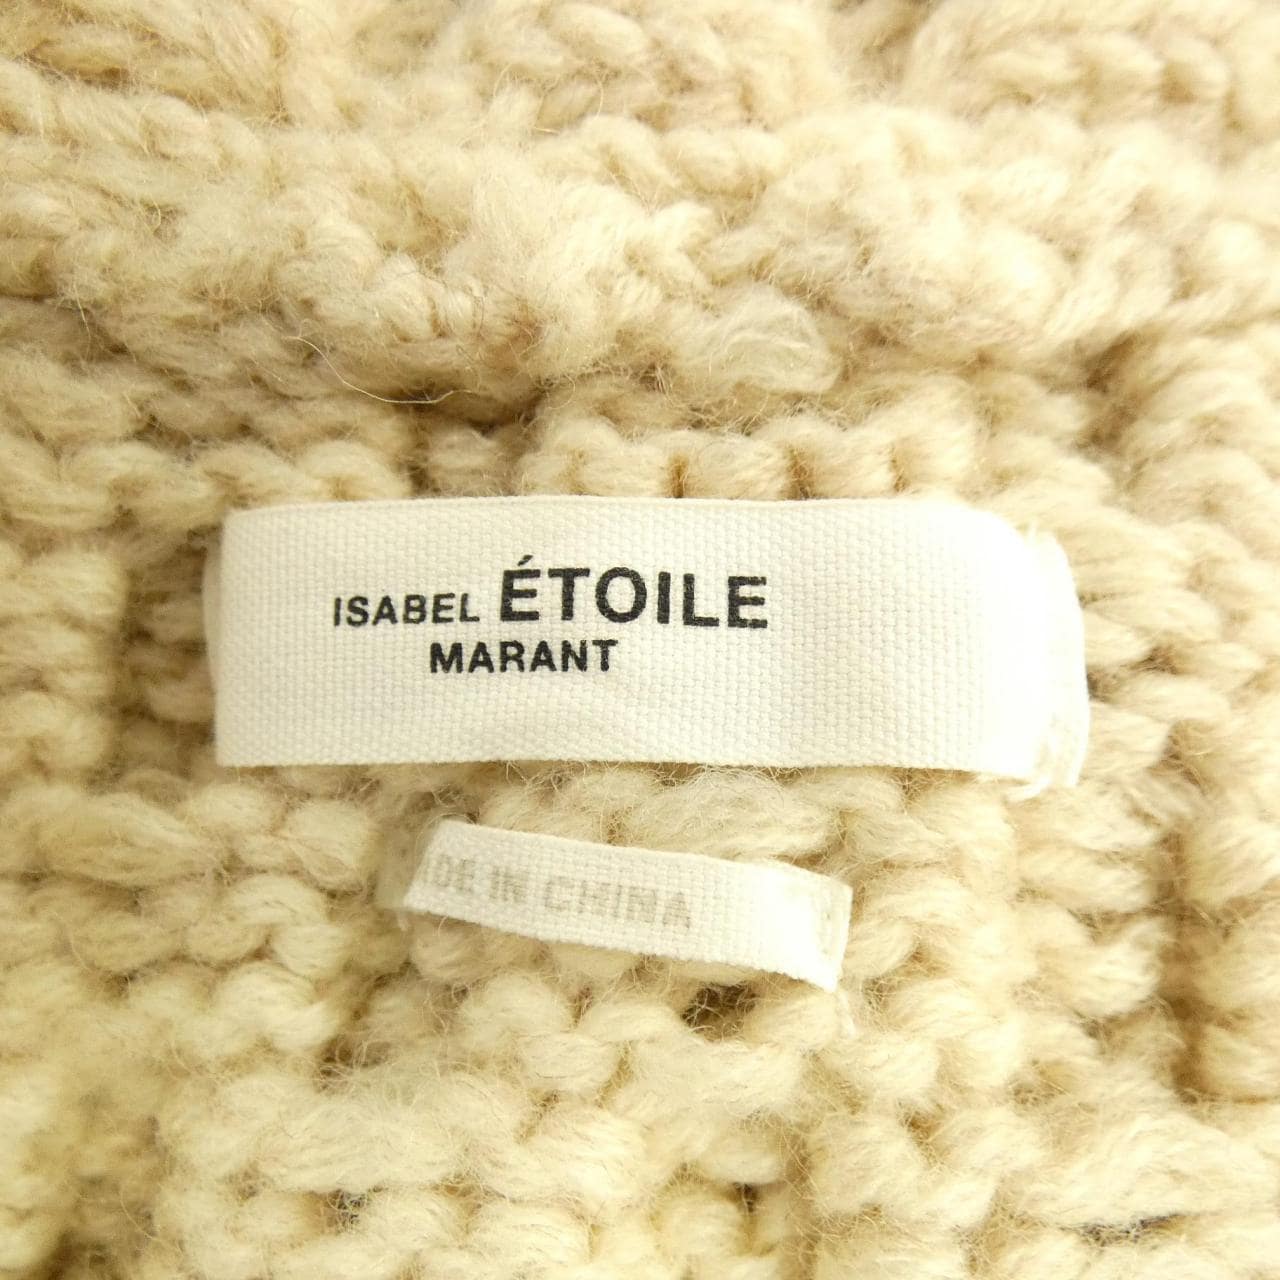 ISABEL ÉTOILE
MARANT
DE IN CHINA